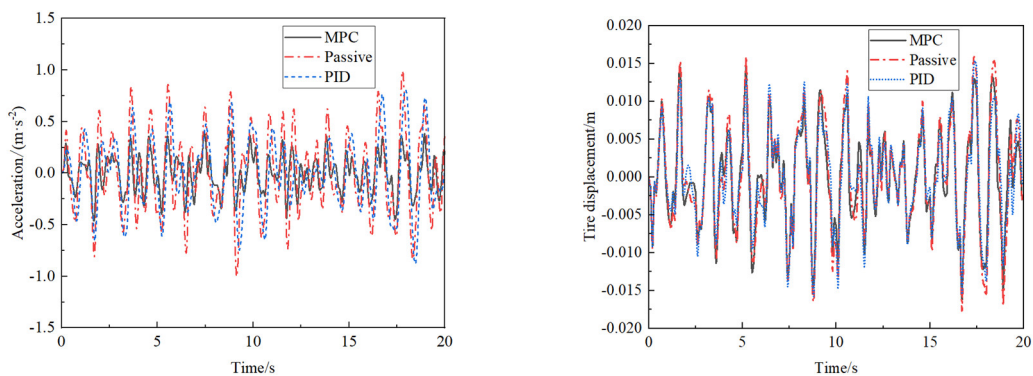 1.5
1.0
0.5
0.0
-0.5
-1.0
-1.5
Acceleration/(m·s⁻²)
0
5
10
15
20
Time/s
MPC
Passive
PID
0.020
0.015
0.010
0.005
0.000
-0.005
-0.010
-0.015
-0.020
Tire displacement/m
0
5
10
15
20
Time/s
MPC
Passive
PID